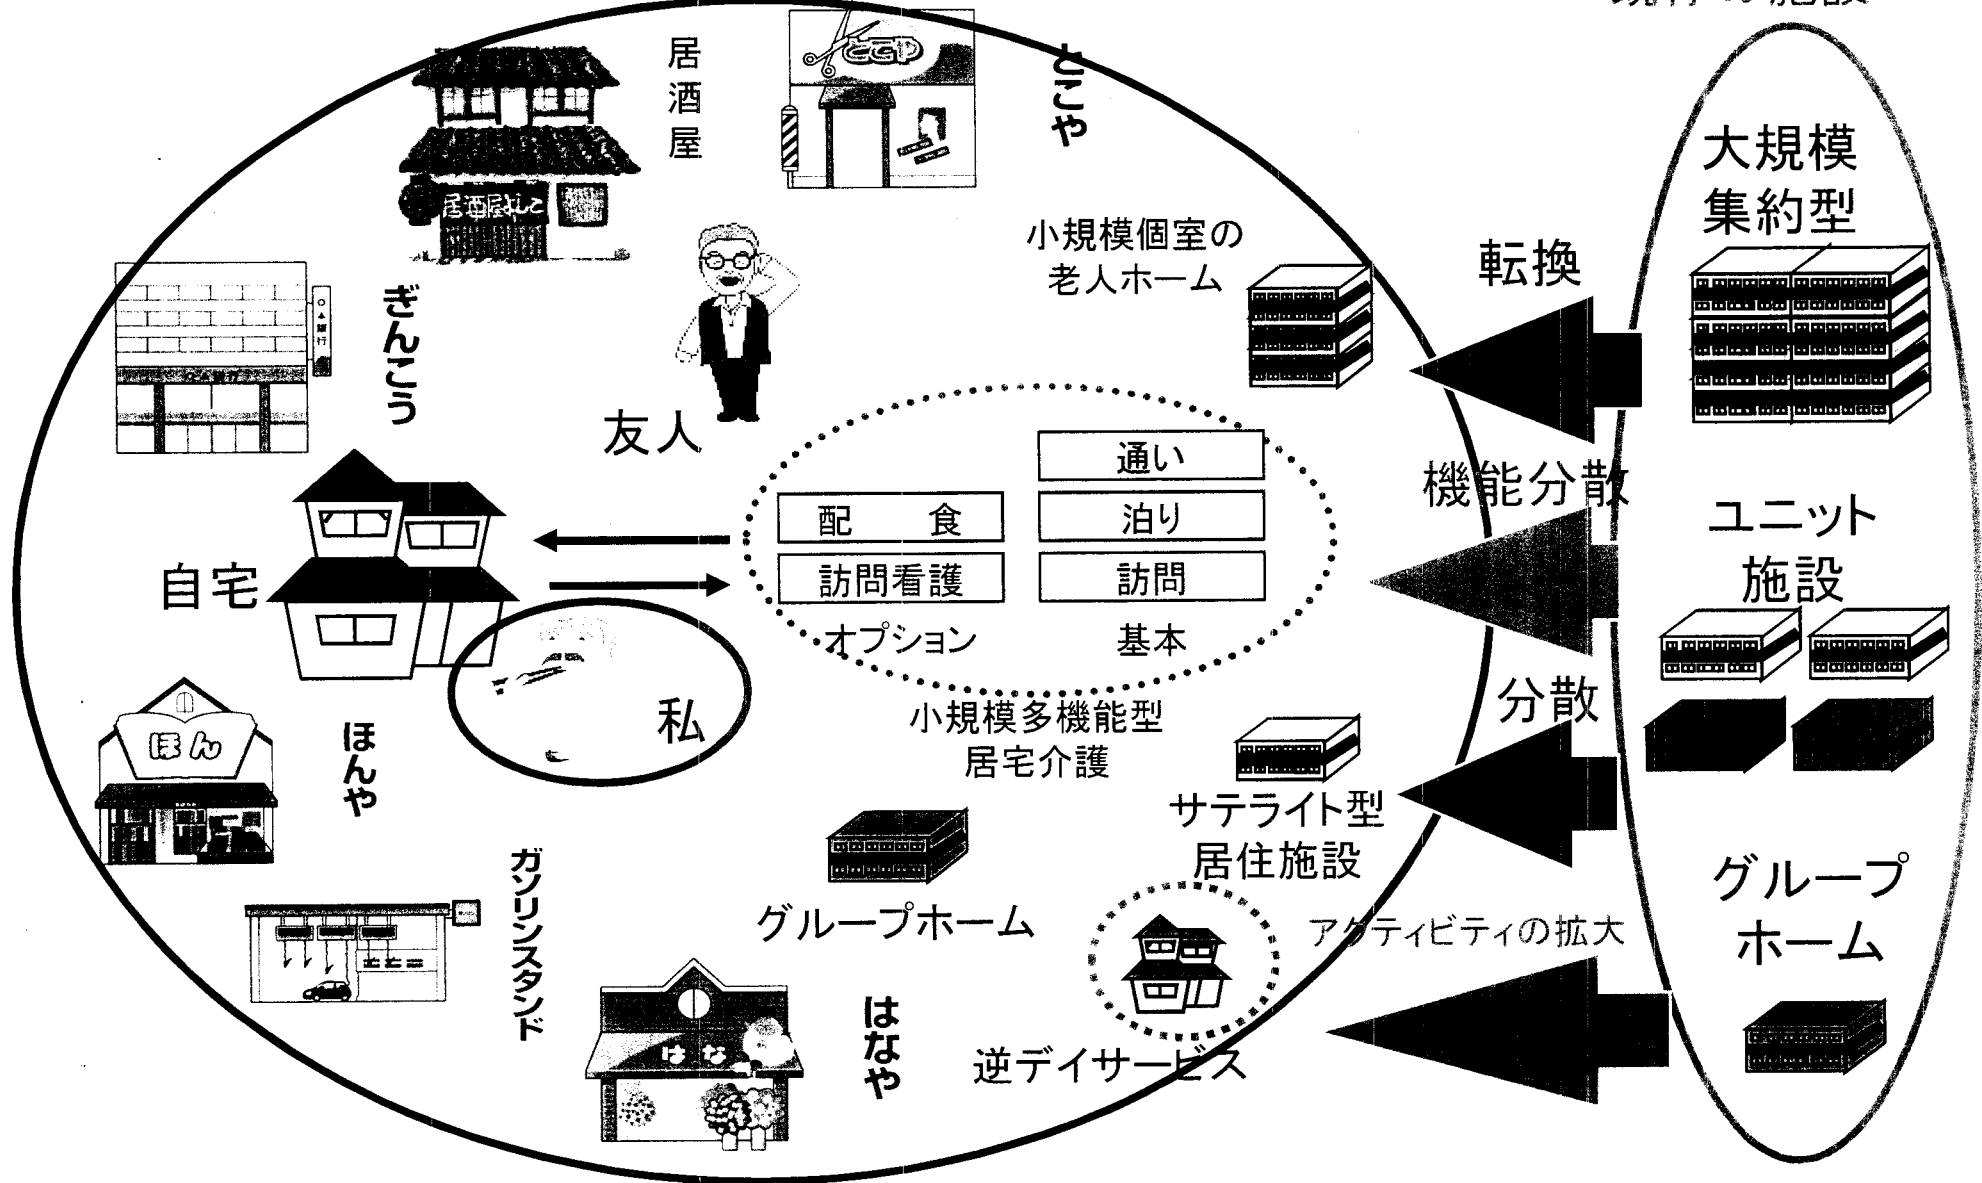 居酒屋
とこや
とこや
居酒屋よしこ
大規模
集約型
小規模個室の
老人ホーム
転換
ぎんこう
友人
通い
機能分散
配 食
泊り
ユニット
施設
自宅
訪問看護
訪問
オプション
基本
分散
私
小規模多機能型
居宅介護
ほん
ほんや
サテライト型
居住施設
ガソリンスタンド
グループ
ホーム
グループホーム
アクティビティの拡大
はな
はなや
逆デイサービス